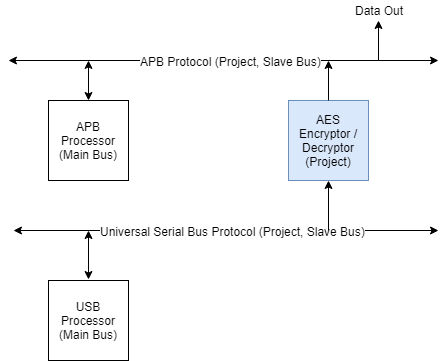 Data Out
APB Protocol (Project, Slave Bus)
APB
Processor
(Main Bus)
AES
Encryptor /
Decryptor
(Project)
Universal Serial Bus Protocol (Project, Slave Bus)
USB
Processor
(Main Bus)